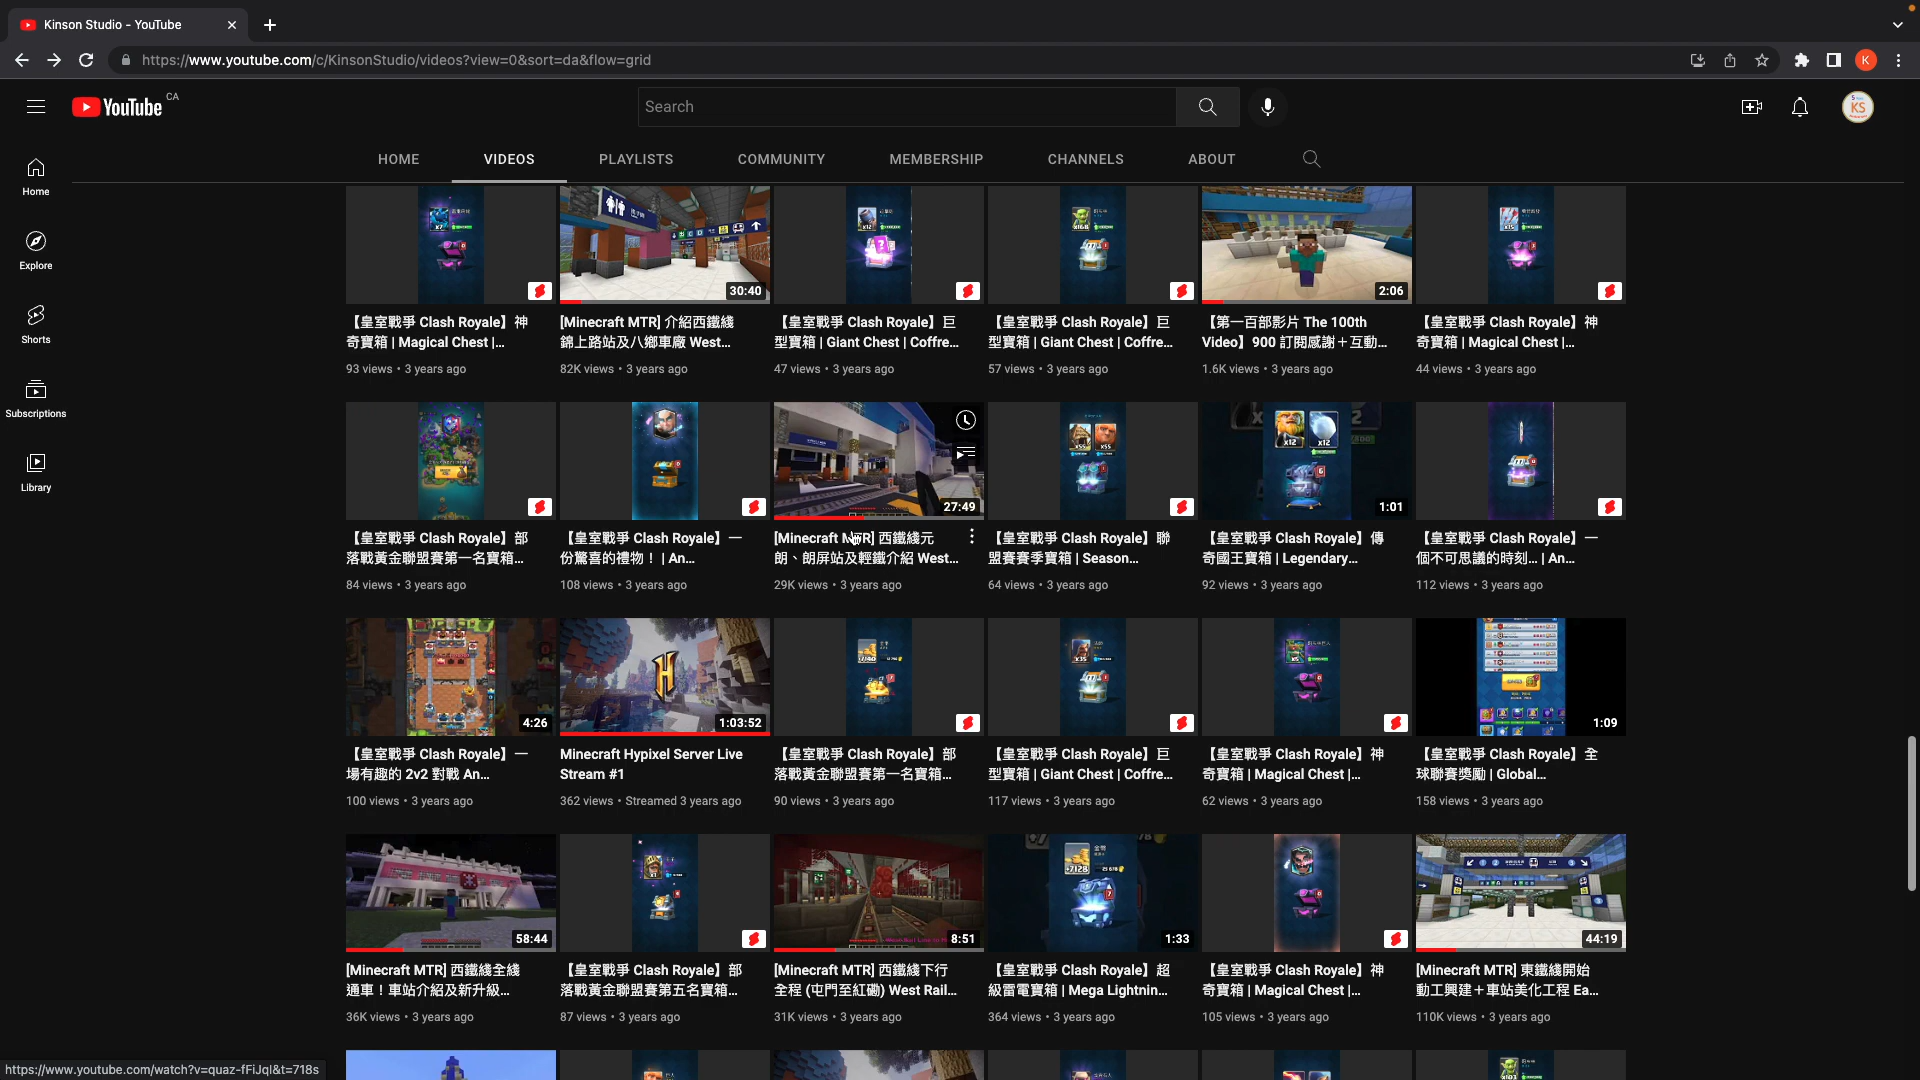 Kinson Studio - YouTube
https://www.youtube.com/c/KinsonStudio/videos?view=0&sort=da&flow=grid
K
YouTube CA
Search
KS
HOME VIDEOS PLAYLISTS COMMUNITY MEMBERSHIP CHANNELS ABOUT
Home
Explore
Shorts
Subscriptions
Library
30:40
2:06
【皇室戰爭 Clash Royale】神
奇寶箱 | Magical Chest |...
93 views • 3 years ago
[Minecraft MTR] 介紹西鐵綫
錦上路站及八鄉車廠 West...
82K views • 3 years ago
【皇室戰爭 Clash Royale】巨
型寶箱 | Giant Chest | Coffre...
47 views • 3 years ago
【皇室戰爭 Clash Royale】巨
型寶箱 | Giant Chest | Coffre...
57 views • 3 years ago
【第一百部影片 The 100th
Video】900 訂閱感謝＋互動...
1.6K views • 3 years ago
【皇室戰爭 Clash Royale】神
奇寶箱 | Magical Chest |...
44 views • 3 years ago
27:49
1:01
【皇室戰爭 Clash Royale】部
落戰黃金聯盟賽第一名寶箱...
84 views • 3 years ago
【皇室戰爭 Clash Royale】一
份驚喜的禮物！ | An...
108 views • 3 years ago
[Minecraft MTR] 西鐵綫元
朗、朗屏站及輕鐵介紹 West...
29K views • 3 years ago
【皇室戰爭 Clash Royale】聯
盟賽賽季寶箱 | Season...
64 views • 3 years ago
【皇室戰爭 Clash Royale】傳
奇國王寶箱 | Legendary...
92 views • 3 years ago
【皇室戰爭 Clash Royale】一
個不可思議的時刻... | An...
112 views • 3 years ago
4:26
1:03:52
1:09
【皇室戰爭 Clash Royale】一
場有趣的 2v2 對戰 An...
100 views • 3 years ago
Minecraft Hypixel Server Live
Stream #1
362 views • Streamed 3 years ago
【皇室戰爭 Clash Royale】部
落戰黃金聯盟賽第一名寶箱...
90 views • 3 years ago
【皇室戰爭 Clash Royale】巨
型寶箱 | Giant Chest | Coffre...
117 views • 3 years ago
【皇室戰爭 Clash Royale】神
奇寶箱 | Magical Chest |...
62 views • 3 years ago
【皇室戰爭 Clash Royale】全
球聯賽獎勵 | Global...
158 views • 3 years ago
58:44
8:51
1:33
44:19
[Minecraft MTR] 西鐵綫全綫
通車！車站介紹及新升級...
36K views • 3 years ago
【皇室戰爭 Clash Royale】部
落戰黃金聯盟賽第五名寶箱...
87 views • 3 years ago
[Minecraft MTR] 西鐵綫下行
全程 (屯門至紅磡) West Rail...
31K views • 3 years ago
【皇室戰爭 Clash Royale】超
級雷電寶箱 | Mega Lightnin...
364 views • 3 years ago
【皇室戰爭 Clash Royale】神
奇寶箱 | Magical Chest |...
105 views • 3 years ago
[Minecraft MTR] 東鐵綫開始
動工興建＋車站美化工程 Ea...
110K views • 3 years ago
https://www.youtube.com/watch?v=quaz-fFiJqI&t=718s